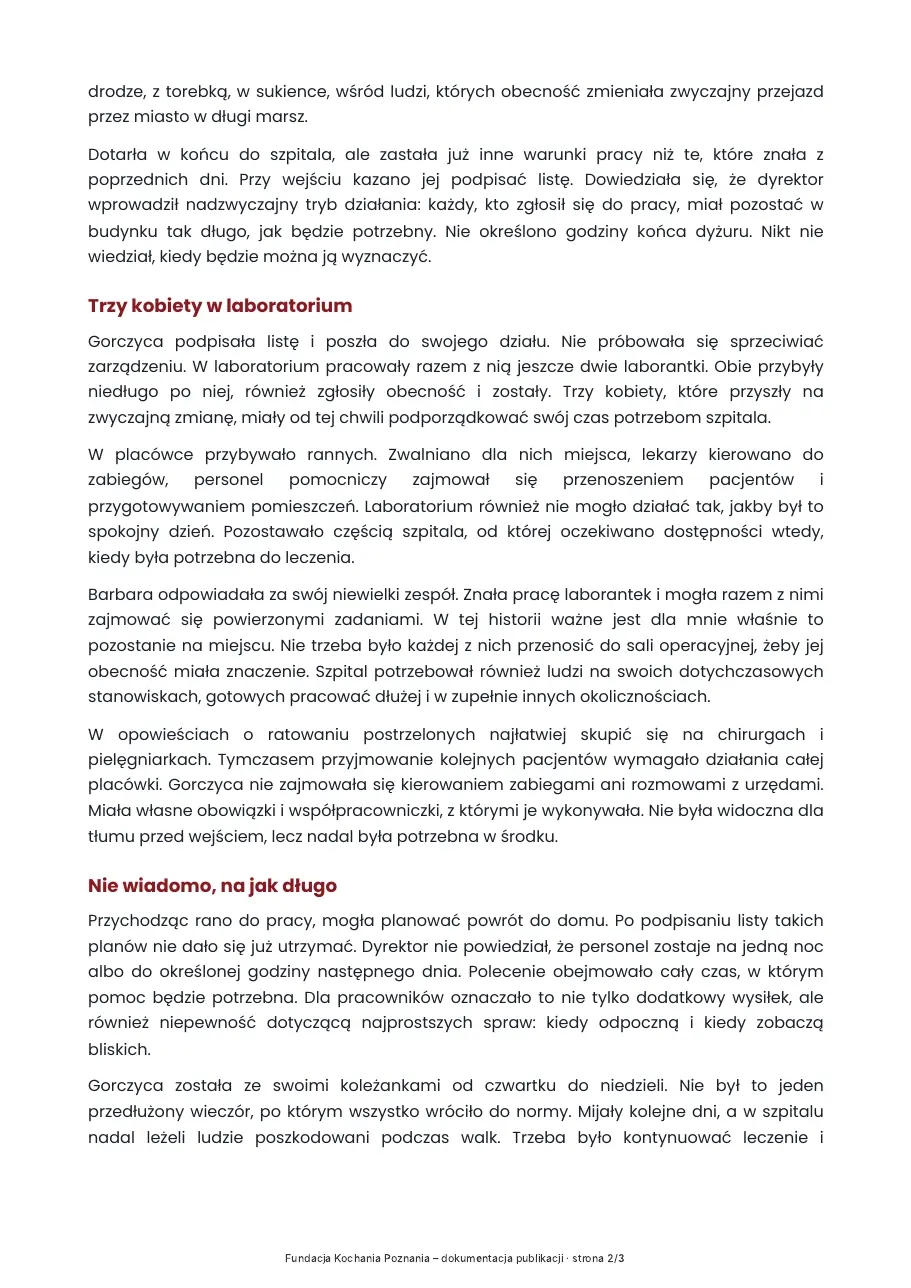 drodze, z torebką, w sukience, wśród ludzi, których obecność zmieniała zwyczajny przejazd
przez miasto w długi marsz.
Dotarła w końcu do szpitala, ale zastała już inne warunki pracy niż te, które znała z
poprzednich dni. Przy wejściu kazano jej podpisać listę. Dowiedziała się, że dyrektor
wprowadził nadzwyczajny tryb działania: każdy, kto zgłosił się do pracy, miał pozostać w
budynku tak długo, jak będzie potrzebny. Nie określono godziny końca dyżuru. Nikt nie
wiedział, kiedy będzie można ją wyznaczyć.
Trzy kobiety w laboratorium
Gorczyca podpisała listę i poszła do swojego działu. Nie próbowała się sprzeciwiać
zarządzeniu. W laboratorium pracowały razem z nią jeszcze dwie laborantki. Obie przybyły
niedługo po niej, również zgłosiły obecność i zostały. Trzy kobiety, które przyszły na
zwyczajną zmianę, miały od tej chwili podporządkować swój czas potrzebom szpitala.
W placówce przybywało rannych. Zwalniano dla nich miejsca, lekarzy kierowano do
zabiegów, personel pomocniczy zajmował się przenoszeniem pacjentów i
przygotowywaniem pomieszczeń. Laboratorium również nie mogło działać tak, jakby był to
spokojny dzień. Pozostawało częścią szpitala, od której oczekiwano dostępności wtedy,
kiedy była potrzebna do leczenia.
Barbara odpowiadała za swój niewielki zespół. Znała pracę laborantek i mogła razem z nimi
zajmować się powierzonymi zadaniami. W tej historii ważne jest dla mnie właśnie to
pozostanie na miejscu. Nie trzeba było każdej z nich przenosić do sali operacyjnej, żeby jej
obecność miała znaczenie. Szpital potrzebował również ludzi na swoich dotychczasowych
stanowiskach, gotowych pracować dłużej i w zupełnie innych okolicznościach.
W opowieściach o ratowaniu postrzelonych najłatwiej skupić się na chirurgach i
pielęgniarkach. Tymczasem przyjmowanie kolejnych pacjentów wymagało działania całej
placówki. Gorczyca nie zajmowała się kierowaniem zabiegami ani rozmowami z urzędami.
Miała własne obowiązki i współpracowniczki, z którymi je wykonywała. Nie była widoczna dla
tłumu przed wejściem, lecz nadal była potrzebna w środku.
Nie wiadomo, na jak długo
Przychodząc rano do pracy, mogła planować powrót do domu. Po podpisaniu listy takich
planów nie dało się już utrzymać. Dyrektor nie powiedział, że personel zostaje na jedną noc
albo do określonej godziny następnego dnia. Polecenie obejmowało cały czas, w którym
pomoc będzie potrzebna. Dla pracowników oznaczało to nie tylko dodatkowy wysiłek, ale
również niepewność dotyczącą najprostszych spraw: kiedy odpoczną i kiedy zobaczą
bliskich.
Gorczyca została ze swoimi koleżankami od czwartku do niedzieli. Nie był to jeden
przedłużony wieczór, po którym wszystko wróciło do normy. Mijały kolejne dni, a w szpitalu
nadal leżeli ludzie poszkodowani podczas walk. Trzeba było kontynuować leczenie i
Fundacja Kochania Poznania – dokumentacja publikacji · strona 2/3